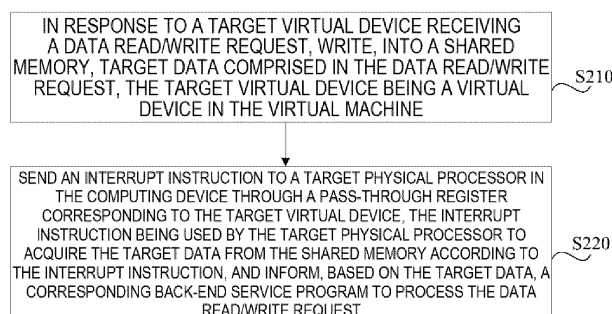 IN RESPONSE TO A TARGET VIRTUAL DEVICE RECEIVING
A DATA READ/WRITE REQUEST, WRITE, INTO A SHARED
MEMORY, TARGET DATA COMPRISED IN THE DATA READ/WRITE
REQUEST, THE TARGET VIRTUAL DEVICE BEING A VIRTUAL
DEVICE IN THE VIRTUAL MACHINE
S210
SEND AN INTERRUPT INSTRUCTION TO A TARGET PHYSICAL PROCESSOR IN
THE COMPUTING DEVICE THROUGH A PASS-THROUGH REGISTER
CORRESPONDING TO THE TARGET VIRTUAL DEVICE, THE INTERRUPT
INSTRUCTION BEING USED BY THE TARGET PHYSICAL PROCESSOR TO
ACQUIRE THE TARGET DATA FROM THE SHARED MEMORY ACCORDING TO
THE INTERRUPT INSTRUCTION, AND INFORM, BASED ON THE TARGET DATA, A
CORRESPONDING BACK-END SERVICE PROGRAM TO PROCESS THE DATA
READ/WRITE REQUEST
S220